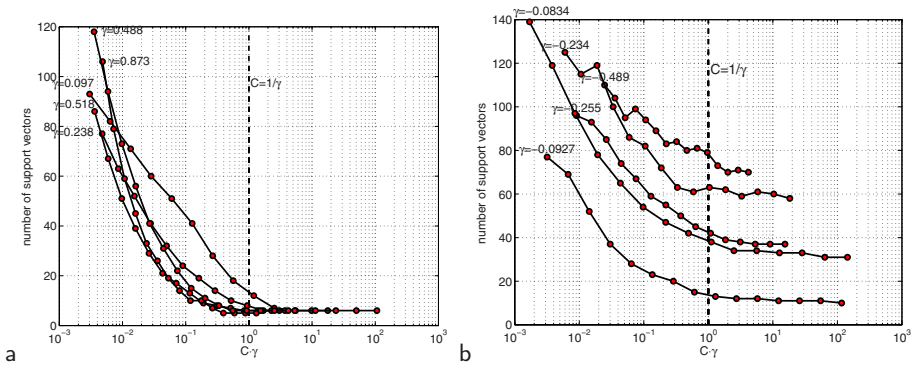 120
100
80
60
40
20
0
number of support vectors
γ=0.488
γ=0.873
γ=0.097
γ=0.518
γ=0.238
C=1/γ
10⁻³ 10⁻² 10⁻¹ 10⁰ 10¹ 10² 10³
C·γ
a
140
120
100
80
60
40
20
0
number of support vectors
γ=−0.0834
γ=−0.234
γ=−0.489
γ=−0.255
γ=−0.0927
C=1/γ
10⁻³ 10⁻² 10⁻¹ 10⁰ 10¹ 10² 10³
C·γ
b